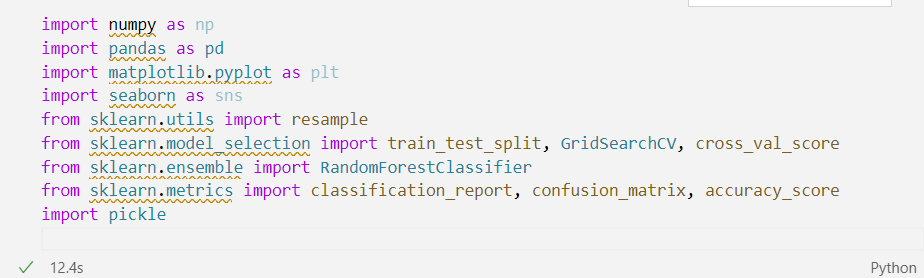 import numpy as np
import pandas as pd
import matplotlib.pyplot as plt
import seaborn as sns
from sklearn.utils import resample
from sklearn.model_selection import train_test_split, GridSearchCV, cross_val_score
from sklearn.ensemble import RandomForestClassifier
from sklearn.metrics import classification_report, confusion_matrix, accuracy_score
import pickle
12.4s Python